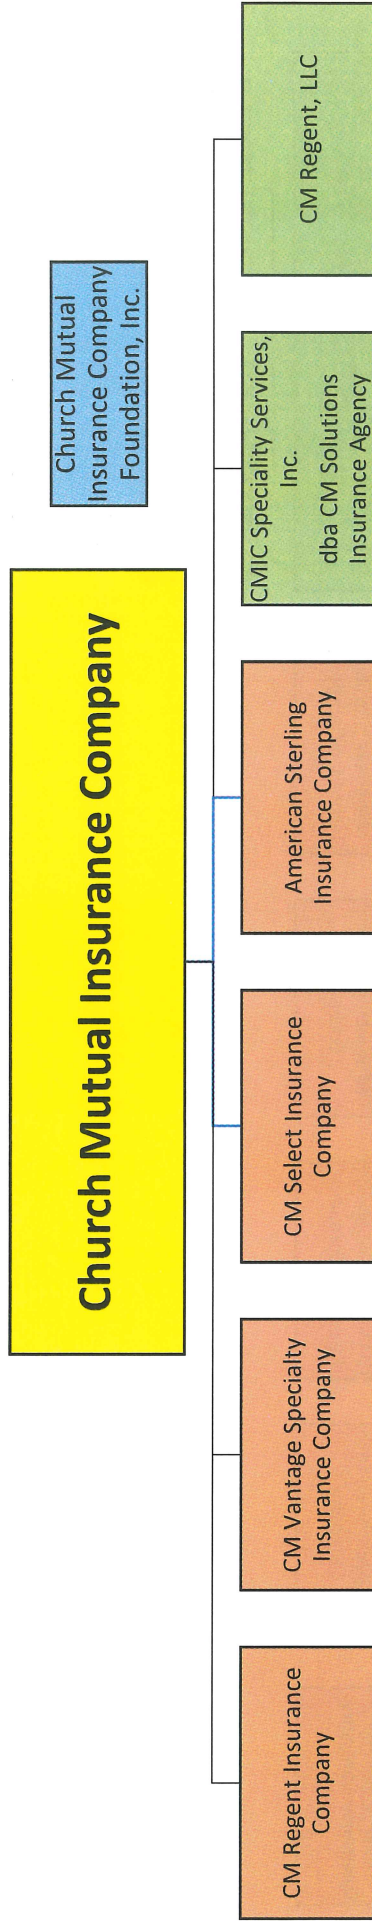 Church Mutual Insurance Company
Church Mutual
Insurance Company
Foundation, Inc.
CM Regent Insurance
Company
CM Vantage Specialty
Insurance Company
CM Select Insurance
Company
American Sterling
Insurance Company
CMIC Speciality Services,
Inc.
dba CM Solutions
Insurance Agency
CM Regent, LLC